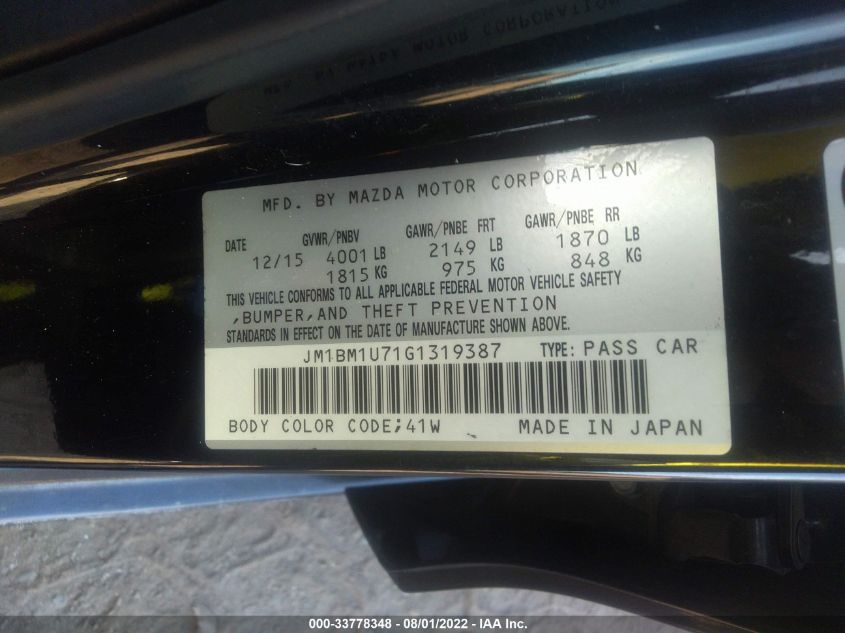 MFD. BY MAZDA MOTOR CORPORATION
DATE GVWR/PNBV GAWR/PNBE FRT GAWR/PNBE RR
12/15 4001 LB 2149 LB 1870 LB
1815 KG 975 KG 848 KG
THIS VEHICLE CONFORMS TO ALL APPLICABLE FEDERAL MOTOR VEHICLE SAFETY
,BUMPER,AND THEFT PREVENTION
STANDARDS IN EFFECT ON THE DATE OF MANUFACTURE SHOWN ABOVE.
JM1BM1U71G1319387 TYPE: PASS CAR
BODY COLOR CODE;41W MADE IN JAPAN
000-33778348 - 08/01/2022 - IAA Inc.